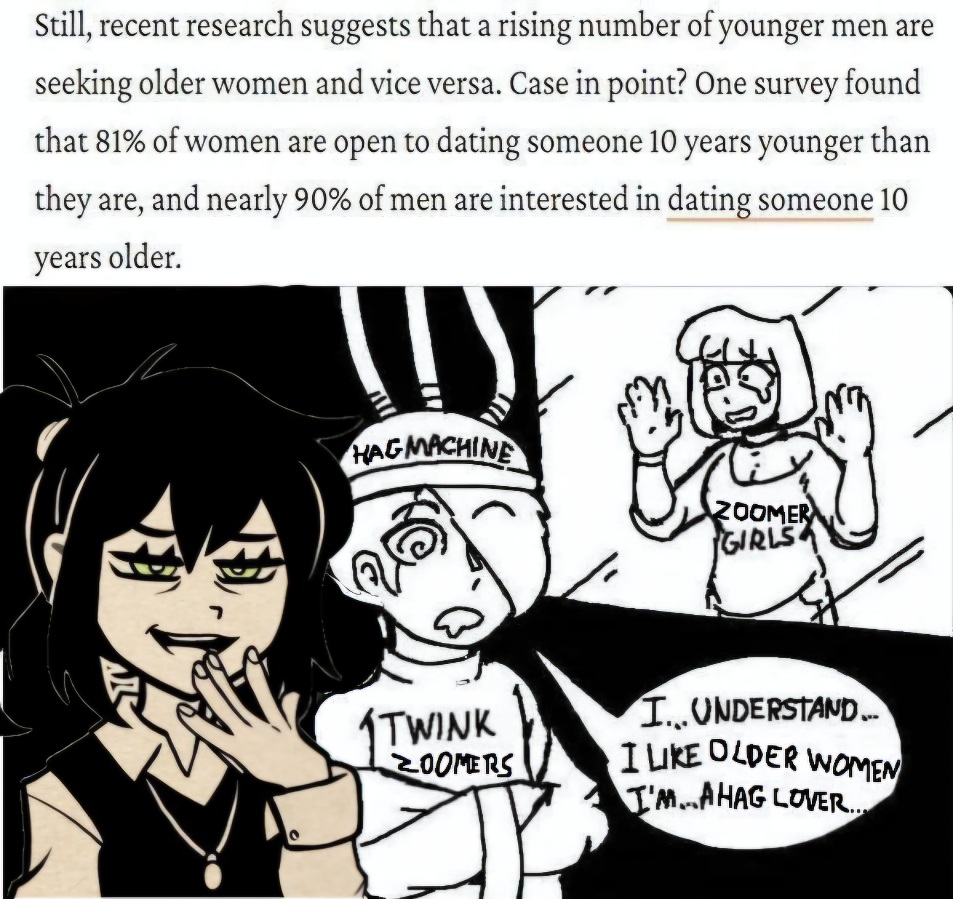 Still, recent research suggests that a rising number of younger men are
seeking older women and vice versa. Case in point? One survey found
that 81% of women are open to dating someone 10 years younger than
they are, and nearly 90% of men are interested in dating someone 10
years older.
HAG MACHINE
ZOOMER
GIRLS
TWINK
ZOOMERS
I...UNDERSTAND...
I LIKE OLDER WOMEN
I'M...A HAG LOVER...